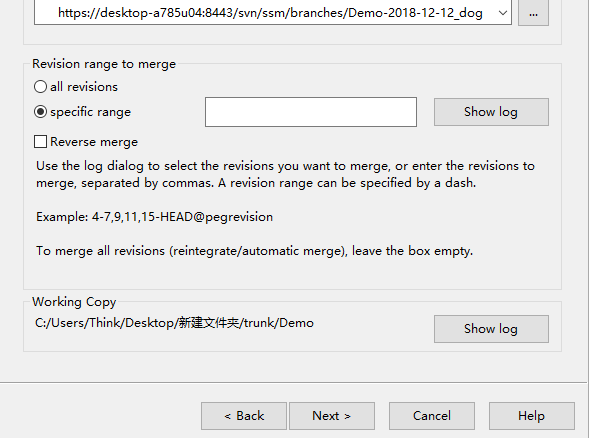 https://desktop-a785u04:8443/svn/ssm/branches/Demo-2018-12-12_dog
...
Revision range to merge
all revisions
specific range
Show log
Reverse merge
Use the log dialog to select the revisions you want to merge, or enter the revisions to
merge, separated by commas. A revision range can be specified by a dash.
Example: 4-7,9,11,15-HEAD@pegrevision
To merge all revisions (reintegrate/automatic merge), leave the box empty.
Working Copy
C:/Users/Think/Desktop/新建文件夹/trunk/Demo
Show log
< Back
Next >
Cancel
Help